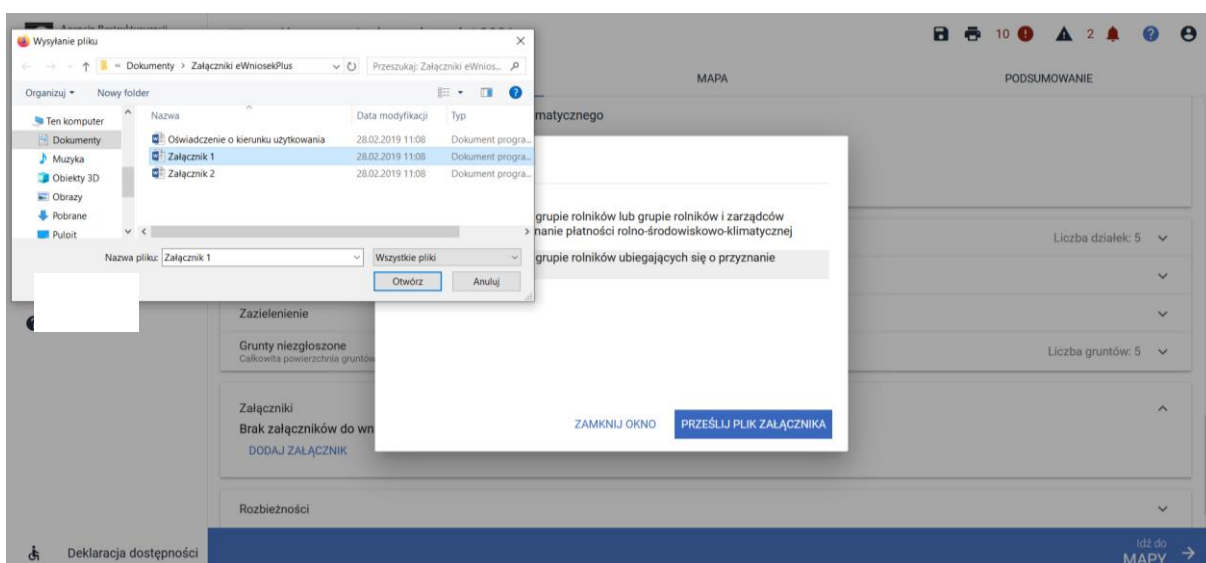 Wysyłanie pliku
10 2
Dokumenty > Załączniki eWniosekPlus
Przeszukaj: Załączniki eWnios...
Organizuj Nowy folder
MAPA PODSUMOWANIE
Ten komputer
Dokumenty
Muzyka
Obiekty 3D
Obrazy
Pobrane
Pulpit
Nazwa Data modyfikacji Typ
Oświadczenie o kierunku użytkowania 28.02.2019 11:08 Dokument progra...
Załącznik 1 28.02.2019 11:08 Dokument progra...
Załącznik 2 28.02.2019 11:08 Dokument progra...
Nazwa pliku: Załącznik 1 Wszystkie pliki
Otwórz Anuluj
matycznego
grupie rolników lub grupie rolników i zarządców
nanie płatności rolno-środowiskowo-klimatycznej
grupie rolników ubiegających się o przyznanie
Liczba działek: 5
Zazielenienie
Grunty niezgłoszone
Całkowita powierzchnia gruntów
Liczba gruntów: 5
Załączniki
Brak załączników do wn
DODAJ ZAŁĄCZNIK
ZAMKNIJ OKNO PRZEŚLIJ PLIK ZAŁĄCZNIKA
Rozbieżności
Deklaracja dostępności
Idź do
MAPY